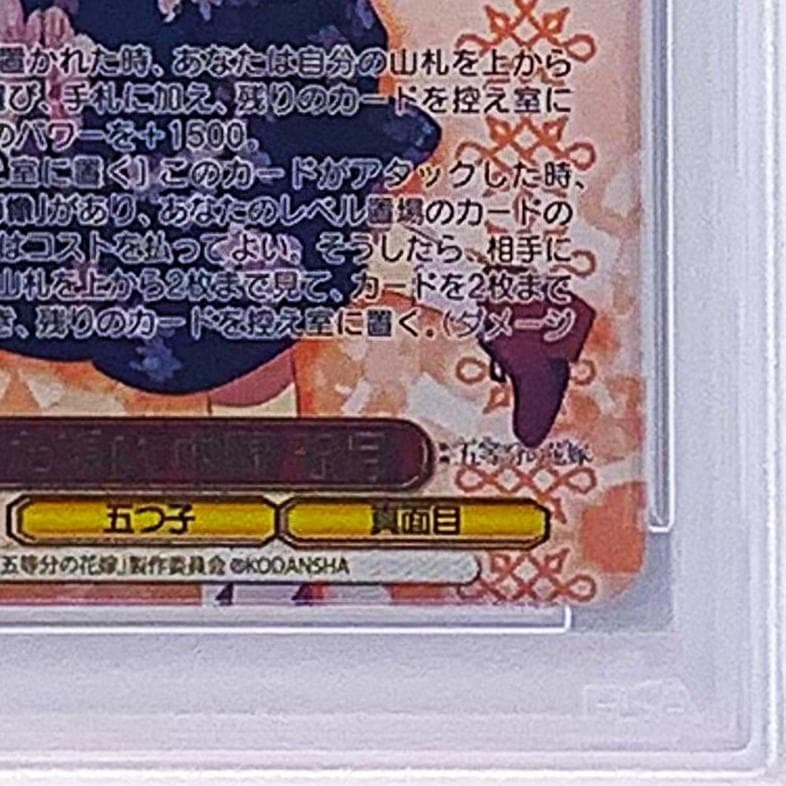 置かれた時、あなたは自分の山札を上から
び、手札に加え、残りのカードを控え室に
のパワーを+1500。
室に置く］このカードがアタックした時、
」があり、あなたのレベル置場のカードの
はコストを払ってよい。そうしたら、相手に
山札を上から2枚まで見て、カードを2枚まで
き、残りのカードを控え室に置く。(ダメージ
五等分の花嫁
五つ子
真面目
五等分の花嫁」製作委員会 ©KODANSHA